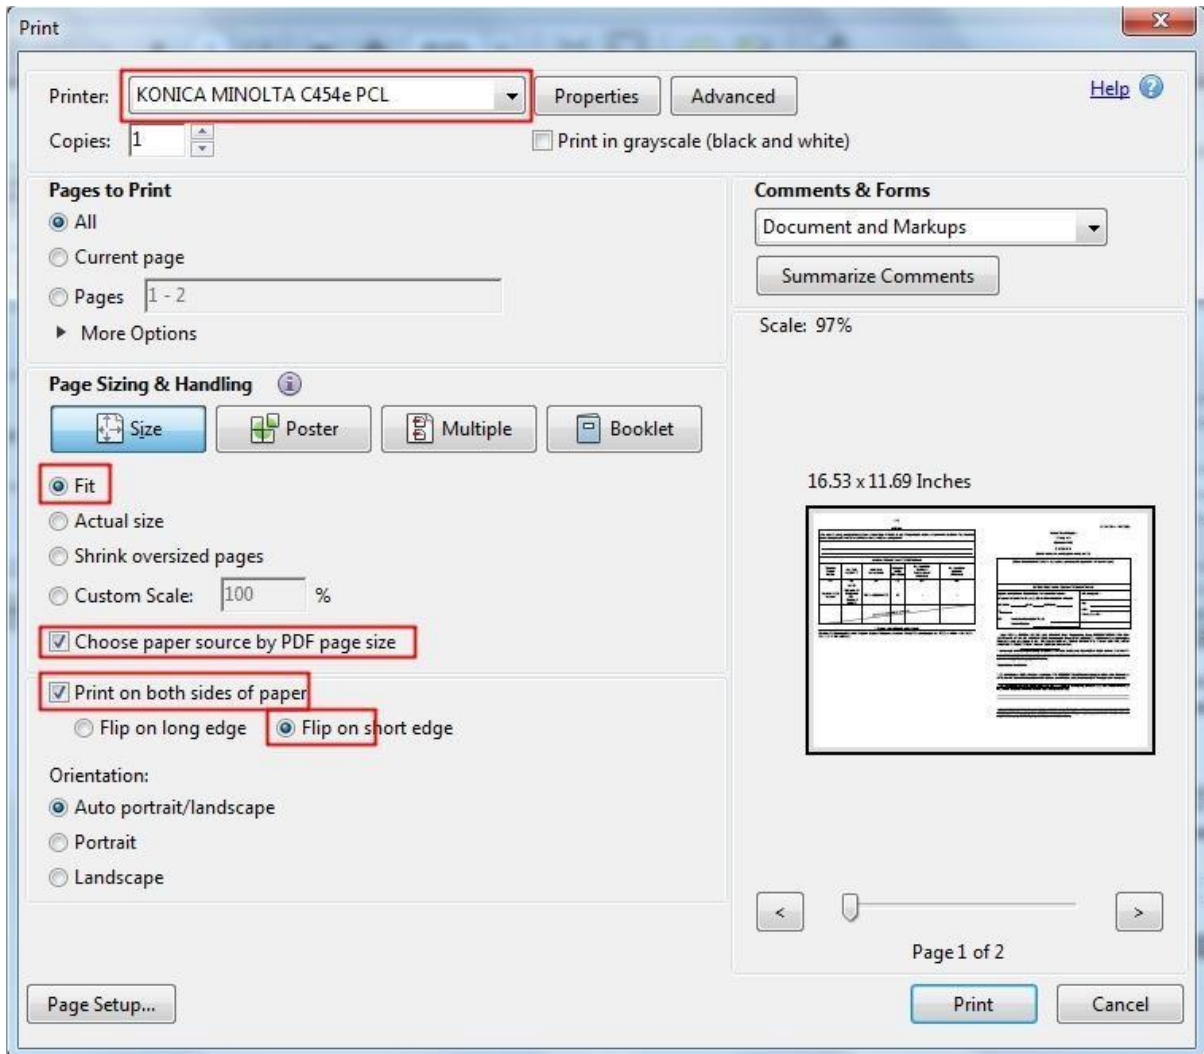 Print
Printer: KONICA MINOLTA C454e PCL Properties Advanced Help
Copies: 1 Print in grayscale (black and white)
Pages to Print
All
Current page
Pages 1 - 2
More Options
Comments & Forms
Document and Markups
Summarize Comments
Scale: 97%
Page Sizing & Handling
Size Poster Multiple Booklet
Fit
Actual size
Shrink oversized pages
Custom Scale: 100 %
Choose paper source by PDF page size
Print on both sides of paper
Flip on long edge Flip on short edge
Orientation:
Auto portrait/landscape
Portrait
Landscape
16.53 x 11.69 Inches
< >
Page 1 of 2
Page Setup... Print Cancel